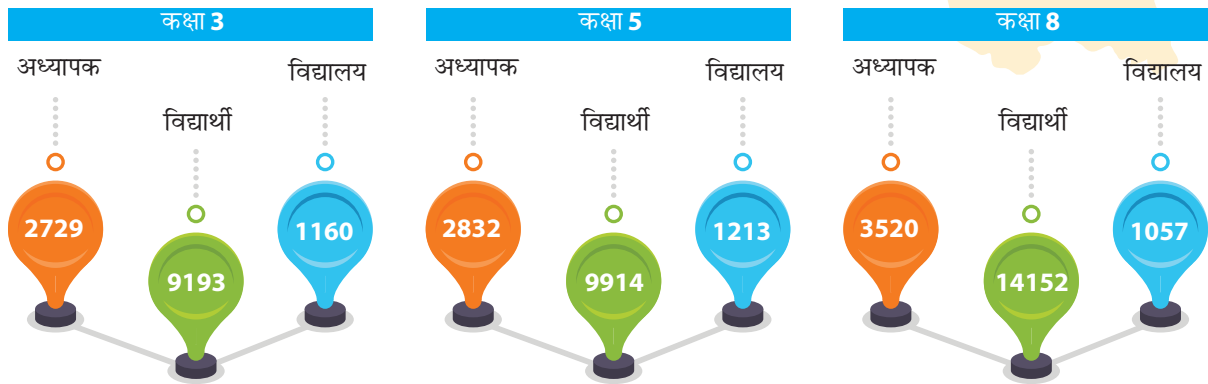 कक्षा 3
अध्यापक
विद्यार्थी
विद्यालय
2729
9193
1160
कक्षा 5
अध्यापक
विद्यार्थी
विद्यालय
2832
9914
1213
कक्षा 8
अध्यापक
विद्यार्थी
विद्यालय
3520
14152
1057